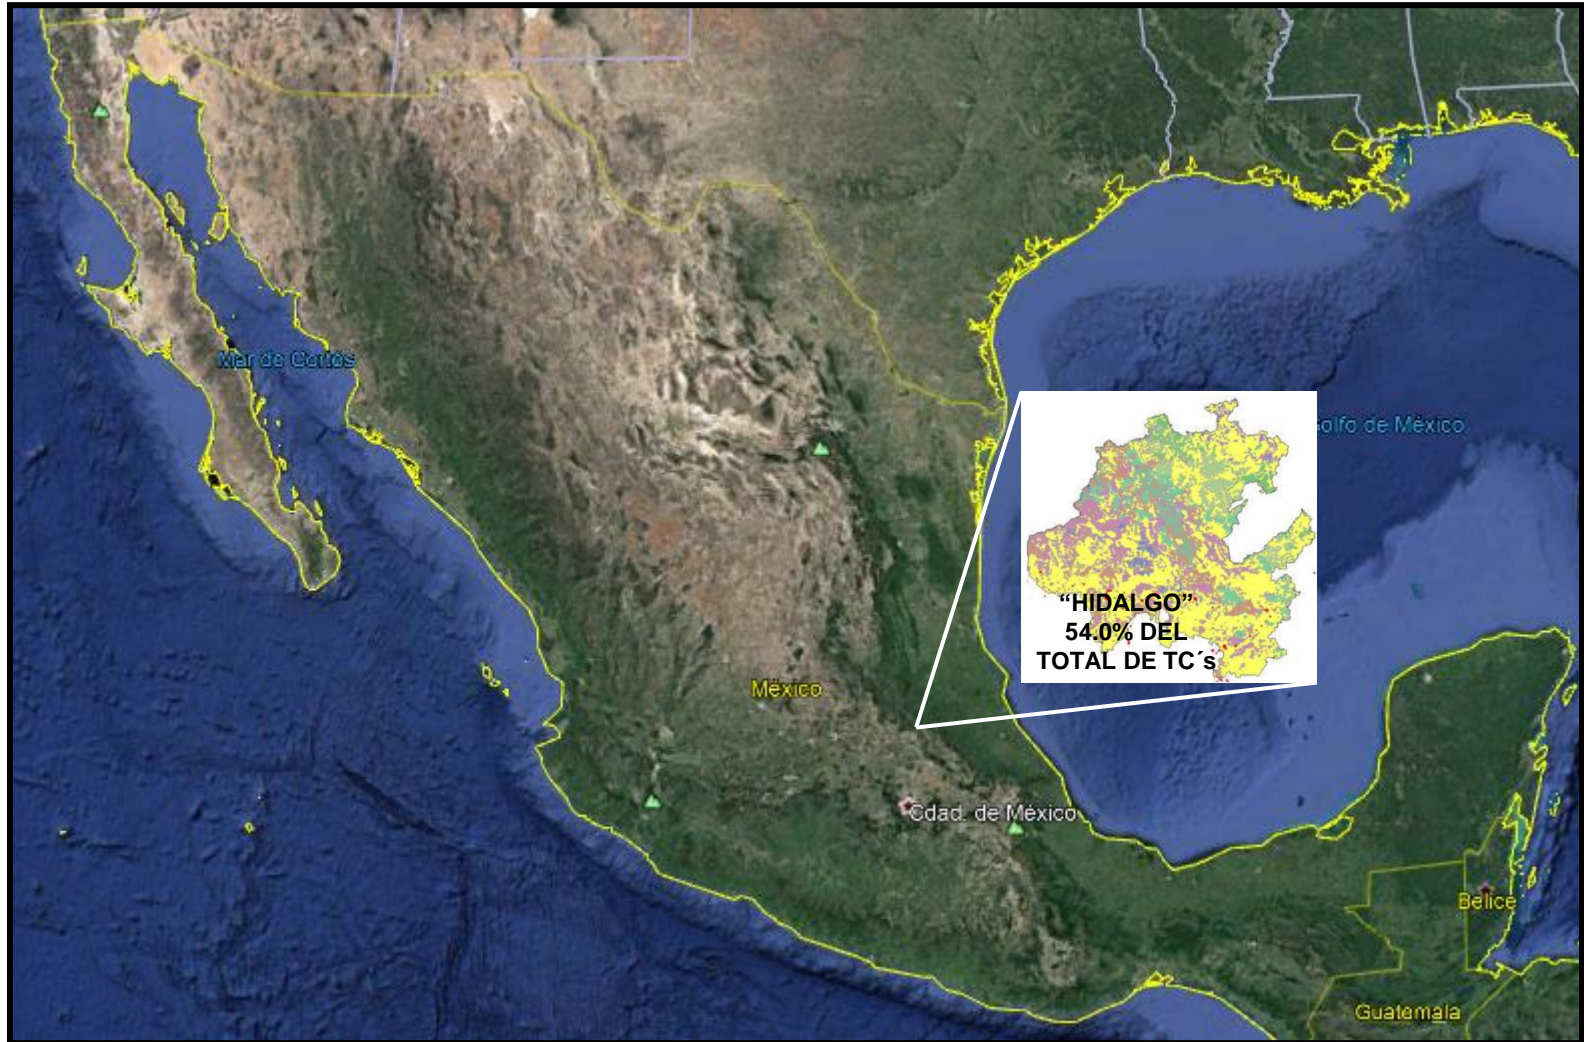 Mar de Cortés
Golfo de México
“HIDALGO”
54.0% DEL
TOTAL DE TC´s
México
Cdad. de México
Belice
Guatemala